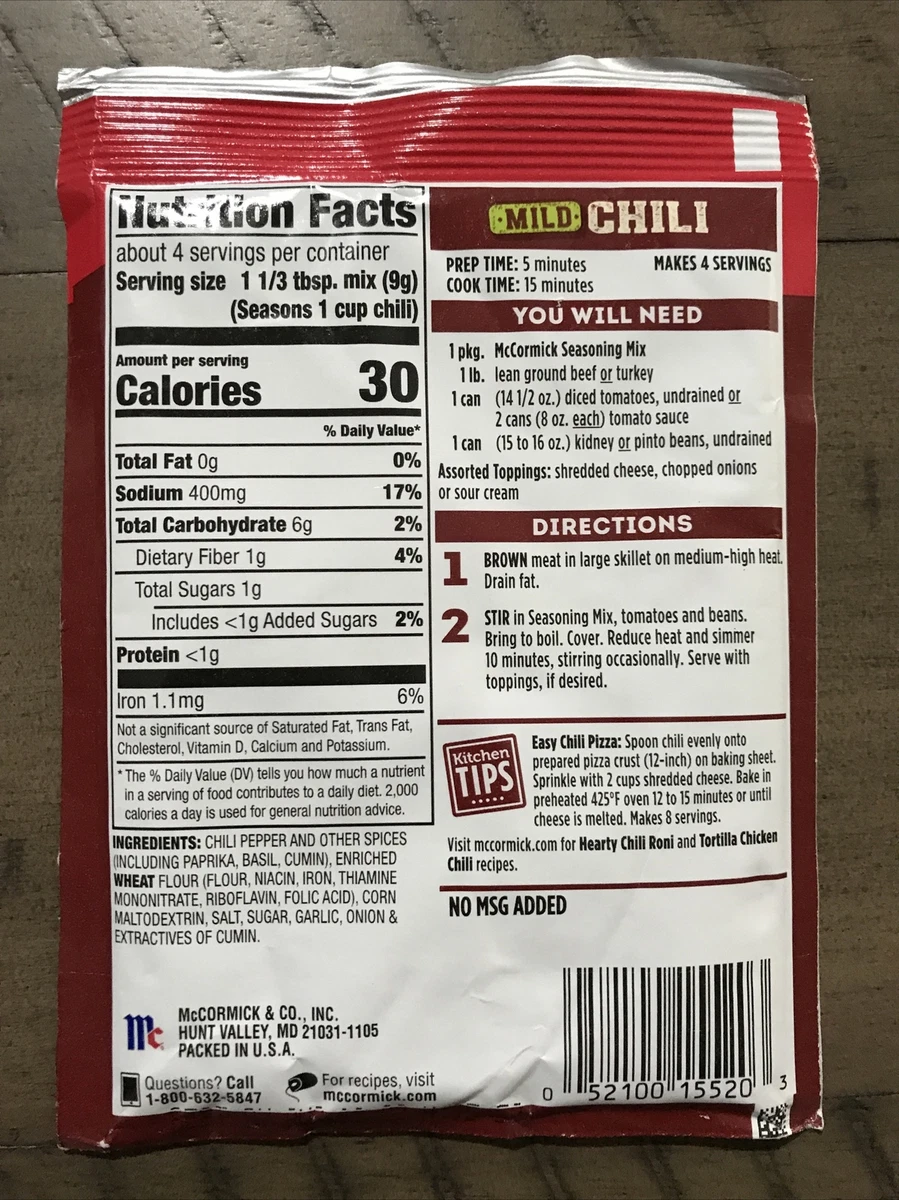 Nutrition Facts
about 4 servings per container
Serving size 1 1/3 tbsp. mix (9g)
(Seasons 1 cup chili)
Amount per serving
Calories 30
% Daily Value*
Total Fat 0g 0%
Sodium 400mg 17%
Total Carbohydrate 6g 2%
Dietary Fiber 1g 4%
Total Sugars 1g
Includes <1g Added Sugars 2%
Protein <1g
Iron 1.1mg 6%
Not a significant source of Saturated Fat, Trans Fat,
Cholesterol, Vitamin D, Calcium and Potassium.
* The % Daily Value (DV) tells you how much a nutrient
in a serving of food contributes to a daily diet. 2,000
calories a day is used for general nutrition advice.
INGREDIENTS: CHILI PEPPER AND OTHER SPICES
(INCLUDING PAPRIKA, BASIL, CUMIN), ENRICHED
WHEAT FLOUR (FLOUR, NIACIN, IRON, THIAMINE
MONONITRATE, RIBOFLAVIN, FOLIC ACID), CORN
MALTODEXTRIN, SALT, SUGAR, GARLIC, ONION &
EXTRACTIVES OF CUMIN.
Mc
McCORMICK & CO., INC.
HUNT VALLEY, MD 21031-1105
PACKED IN U.S.A.
Questions? Call
1-800-632-5847
For recipes, visit
mccormick.com
·MILD· CHILI
PREP TIME: 5 minutes MAKES 4 SERVINGS
COOK TIME: 15 minutes
YOU WILL NEED
1 pkg. McCormick Seasoning Mix
1 lb. lean ground beef or turkey
1 can (14 1/2 oz.) diced tomatoes, undrained or
2 cans (8 oz. each) tomato sauce
1 can (15 to 16 oz.) kidney or pinto beans, undrained
Assorted Toppings: shredded cheese, chopped onions
or sour cream
DIRECTIONS
1 BROWN meat in large skillet on medium-high heat.
Drain fat.
2 STIR in Seasoning Mix, tomatoes and beans.
Bring to boil. Cover. Reduce heat and simmer
10 minutes, stirring occasionally. Serve with
toppings, if desired.
Kitchen
TIPS
Easy Chili Pizza: Spoon chili evenly onto
prepared pizza crust (12-inch) on baking sheet.
Sprinkle with 2 cups shredded cheese. Bake in
preheated 425°F oven 12 to 15 minutes or until
cheese is melted. Makes 8 servings.
Visit mccormick.com for Hearty Chili Roni and Tortilla Chicken
Chili recipes.
NO MSG ADDED
0 52100 15520 3